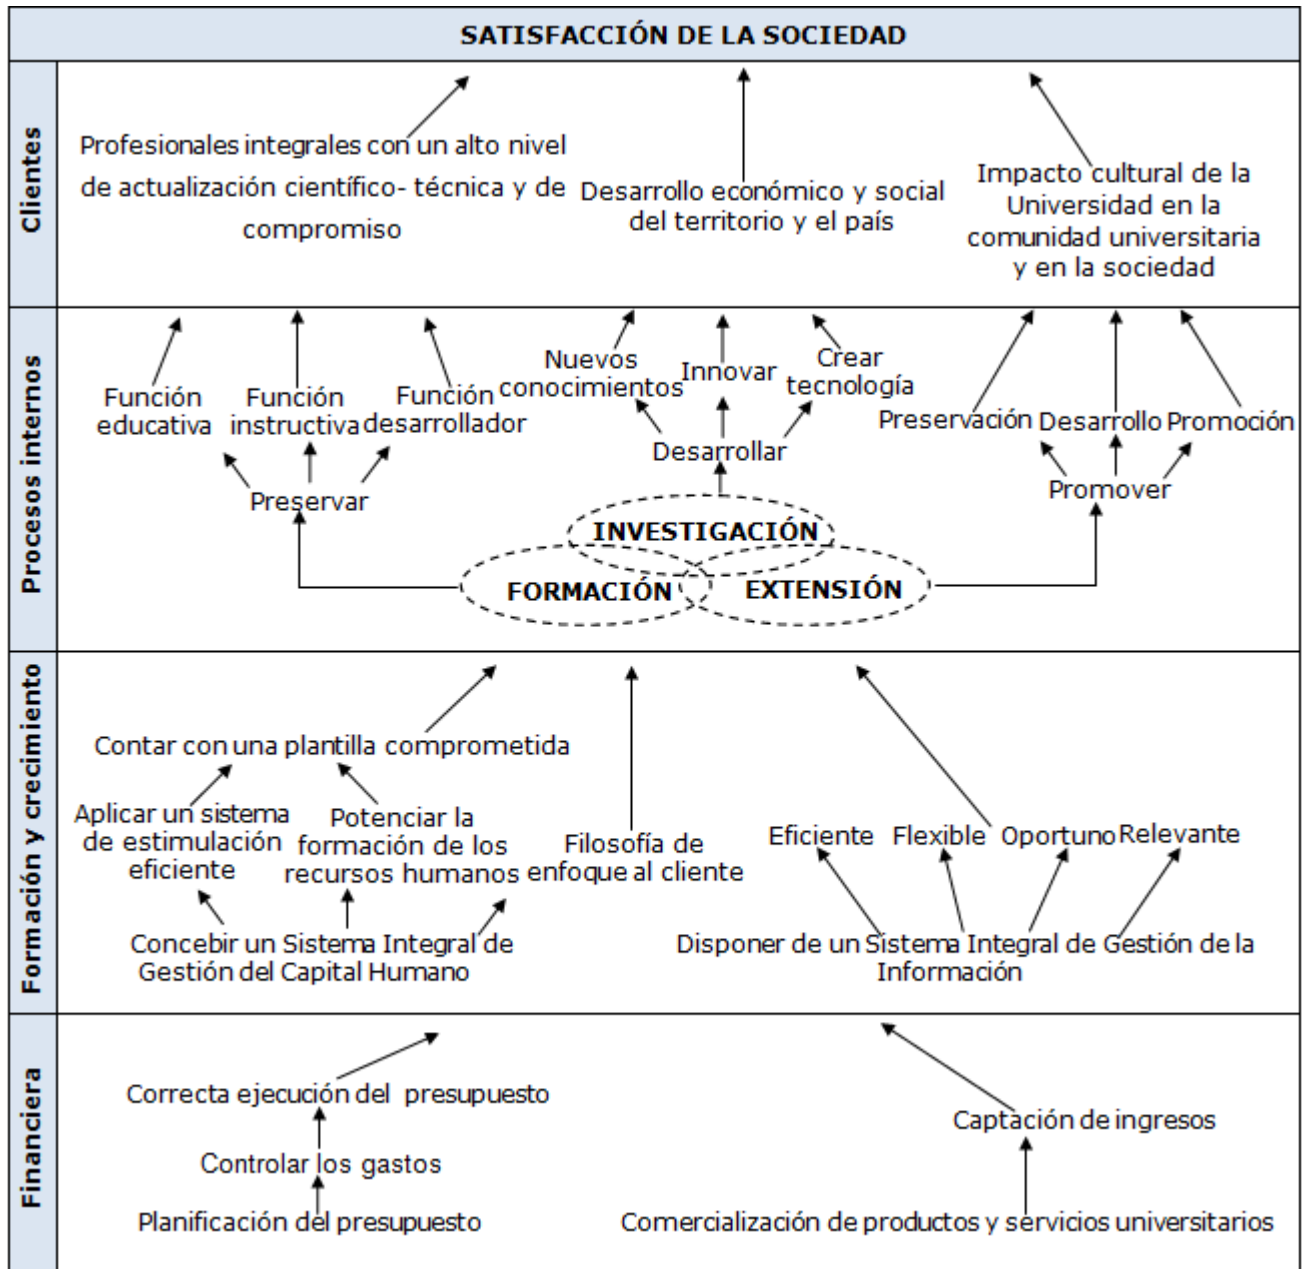 SATISFACCIÓN DE LA SOCIEDAD
Clientes
Profesionales integrales con un alto nivel
de actualización científico- técnica y de
compromiso
Desarrollo económico y social
del territorio y el país
Impacto cultural de la
Universidad en la
comunidad universitaria
y en la sociedad
Procesos internos
Función
educativa
Función
instructiva
Función
desarrollador
Preservar
Nuevos
conocimientos
Innovar
Crear
tecnología
Desarrollar
Preservación
Desarrollo
Promoción
Promover
INVESTIGACIÓN
FORMACIÓN
EXTENSIÓN
Formación y crecimiento
Contar con una plantilla comprometida
Aplicar un sistema
de estimulación
eficiente
Potenciar la
formación de los
recursos humanos
Concebir un Sistema Integral de
Gestión del Capital Humano
Filosofía de
enfoque al cliente
Eficiente
Flexible
Oportuno
Relevante
Disponer de un Sistema Integral de Gestión de la
Información
Financiera
Correcta ejecución del presupuesto
Controlar los gastos
Planificación del presupuesto
Captación de ingresos
Comercialización de productos y servicios universitarios